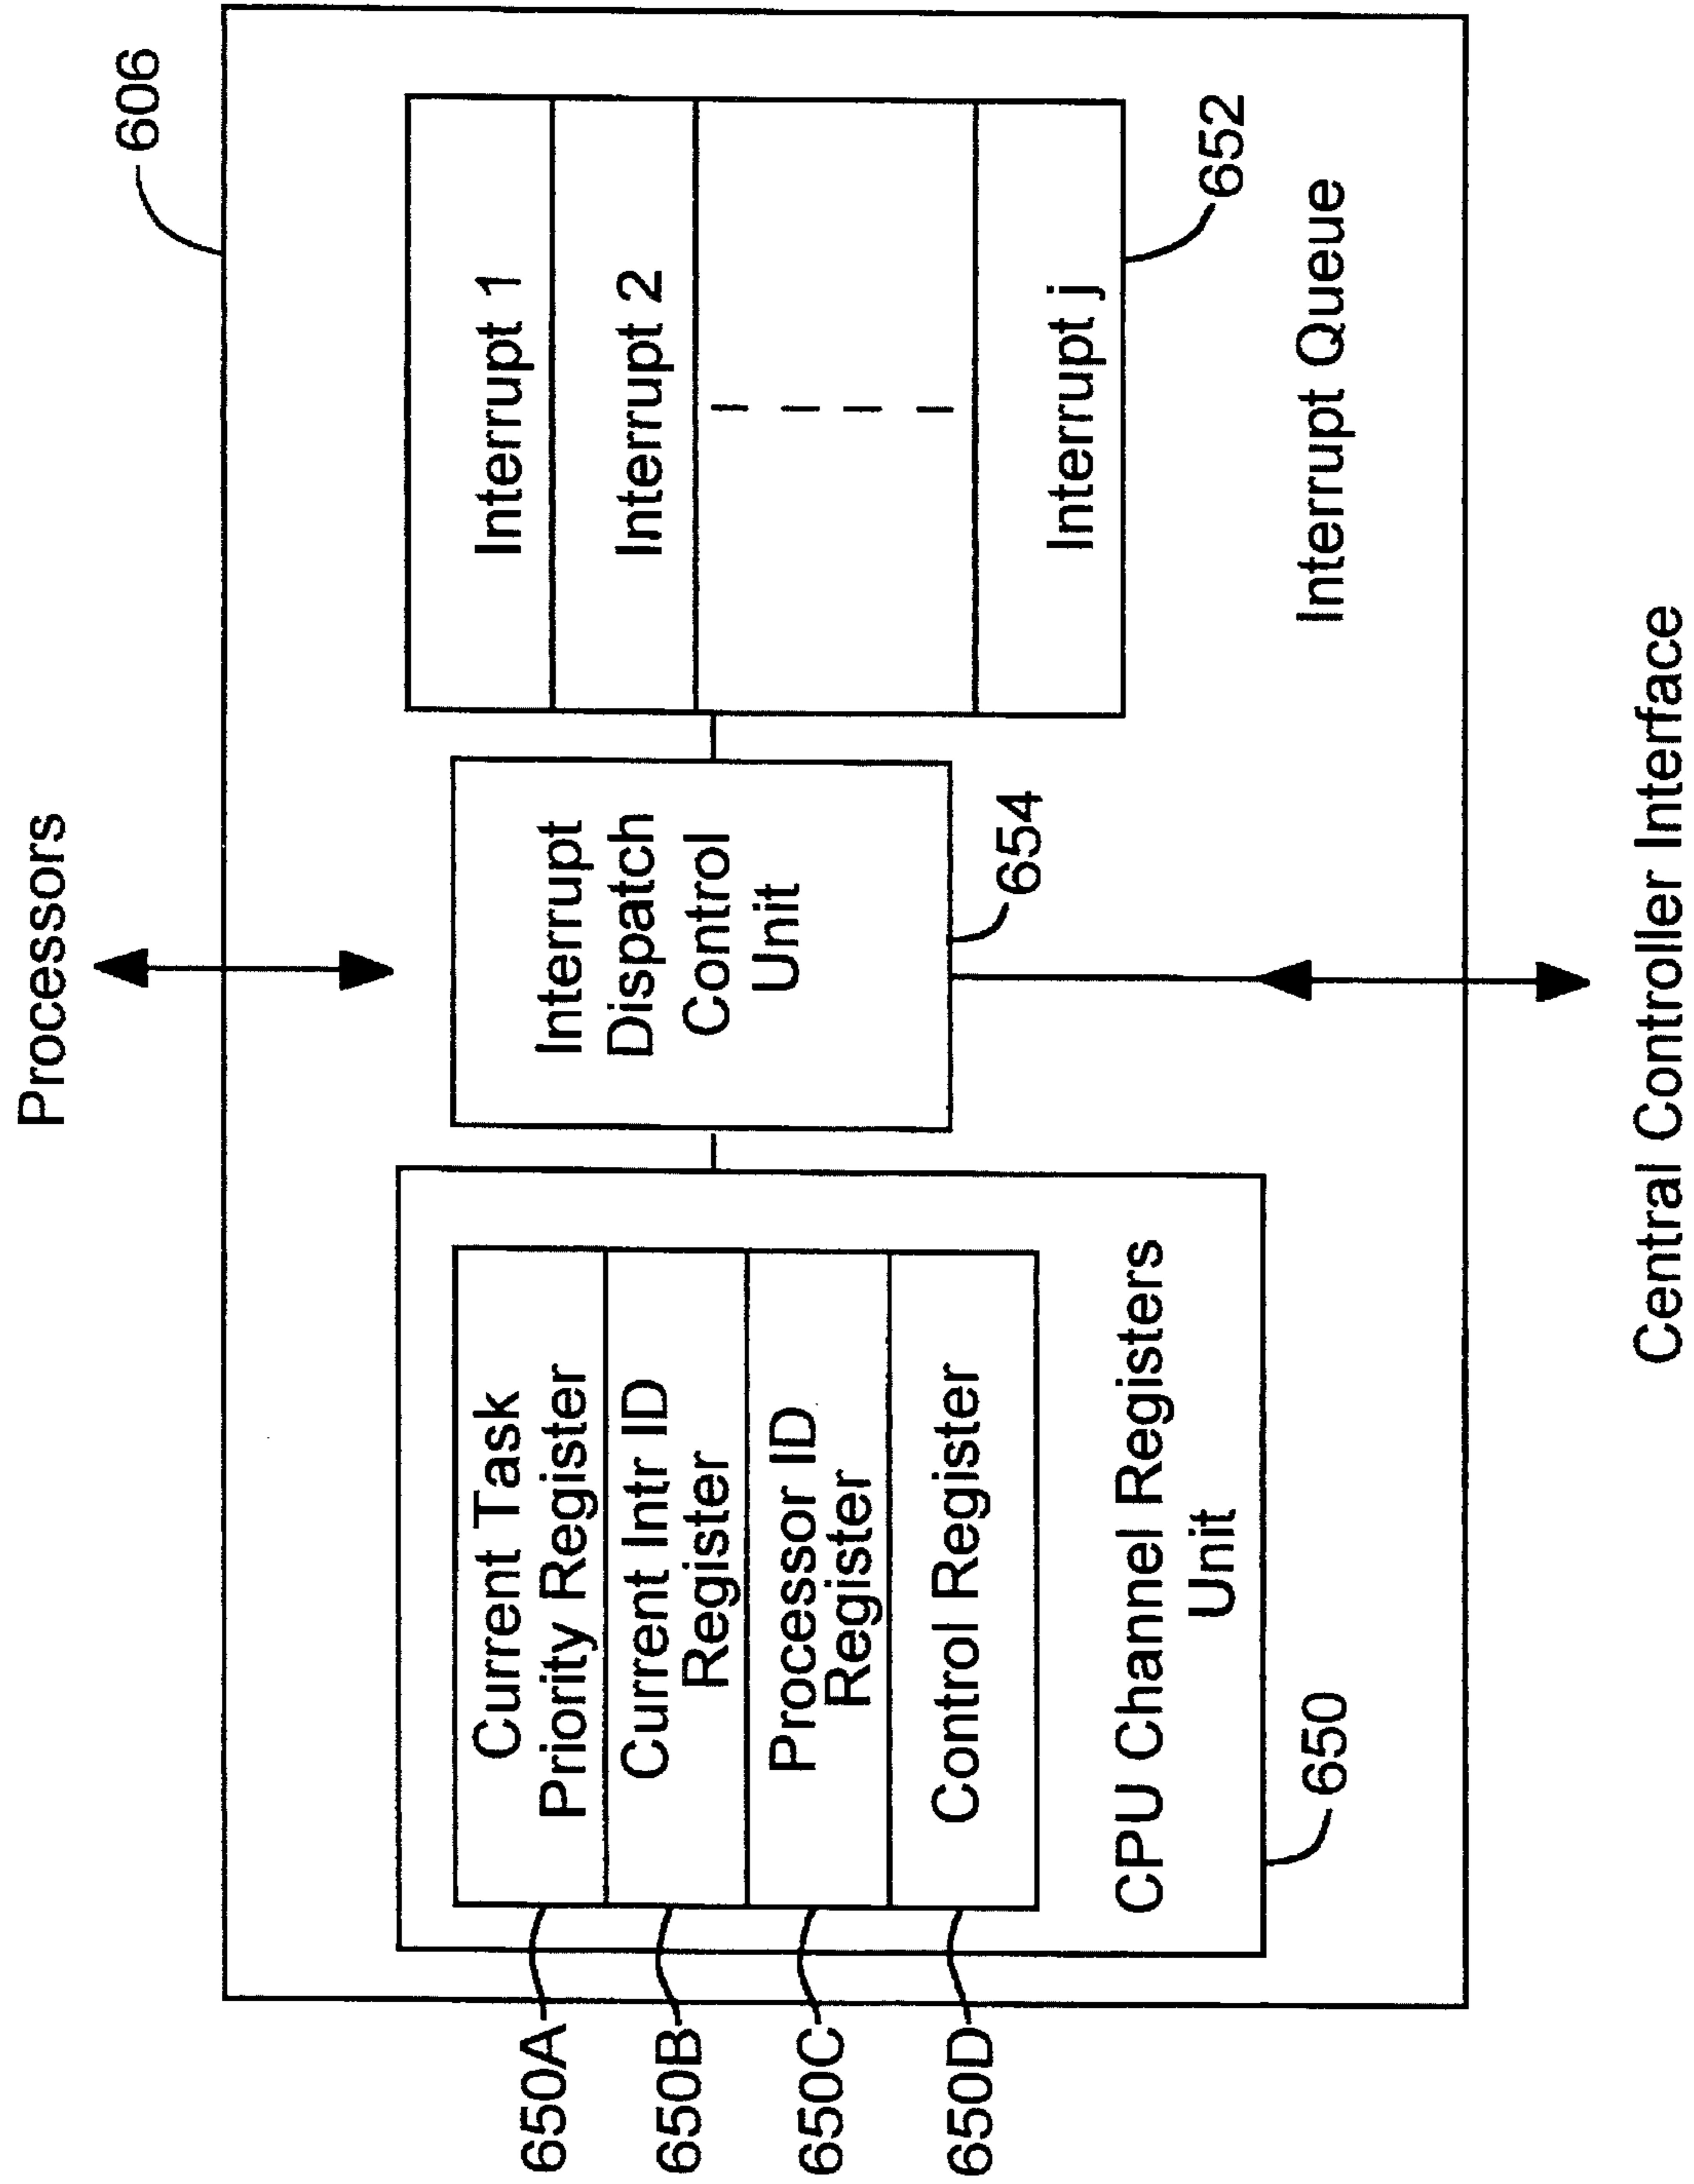 Processors
606
650A
650B
650C
650D
Current Task
Priority Register
Current Intr ID
Register
Processor ID
Register
Control Register
CPU Channel Registers
Unit
650
Interrupt
Dispatch
Control
Unit
654
Interrupt 1
Interrupt 2
Interrupt j
652
Interrupt Queue
Central Controller Interface